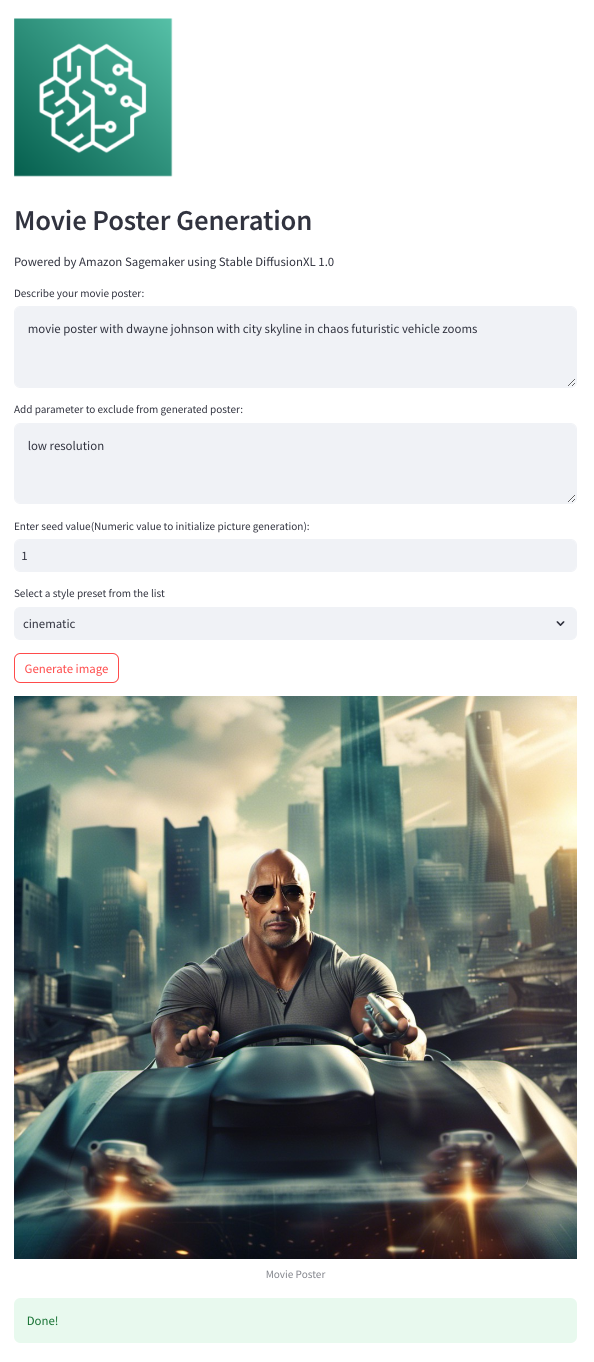 Movie Poster Generation
Powered by Amazon Sagemaker using Stable DiffusionXL 1.0
Describe your movie poster:
movie poster with dwayne johnson with city skyline in chaos futuristic vehicle zooms
Add parameter to exclude from generated poster:
low resolution
Enter seed value(Numeric value to initialize picture generation):
1
Select a style preset from the list
cinematic
Generate image
Movie Poster
Done!